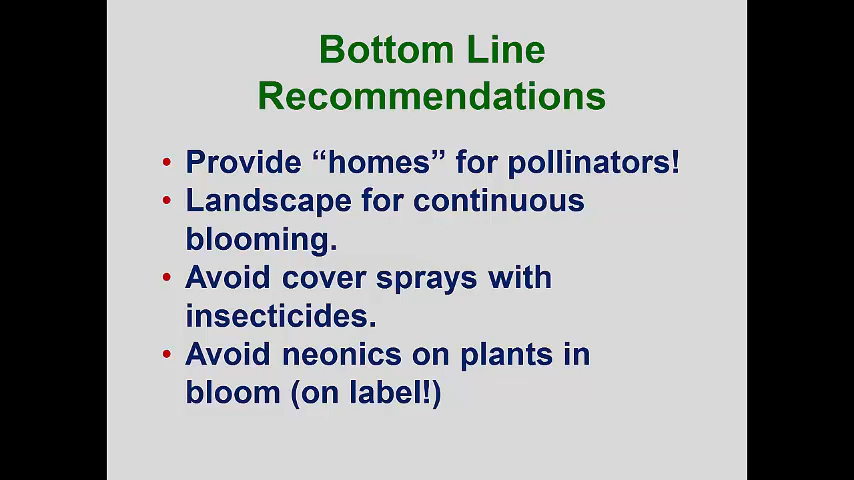 Bottom Line
Recommendations
• Provide “homes” for pollinators!
• Landscape for continuous
blooming.
• Avoid cover sprays with
insecticides.
• Avoid neonics on plants in
bloom (on label!)